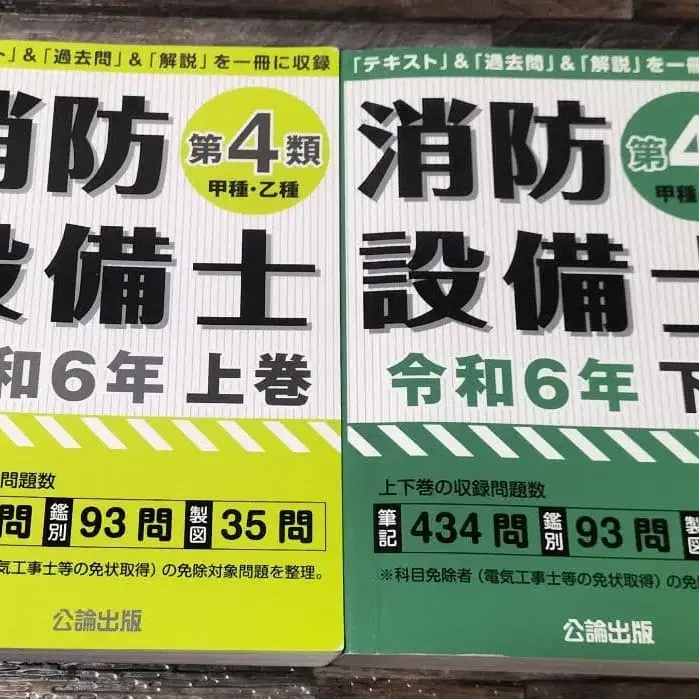 ト」&「過去問」&「解説」を一冊に収録
消防
第4類
甲種・乙種
設備士
和6年 上巻
問題数
問 鑑別 93問 製図 35問
気工事士等の免状取得）の免除対象問題を整理。
公論出版
「テキスト」&「過去問」&「解説」を一冊
消防
第4
甲種
設備士
令和6年 下
上下巻の収録問題数
筆記 434問 鑑別 93問 製図
※科目免除者（電気工事士等の免状取得）の免
公論出版